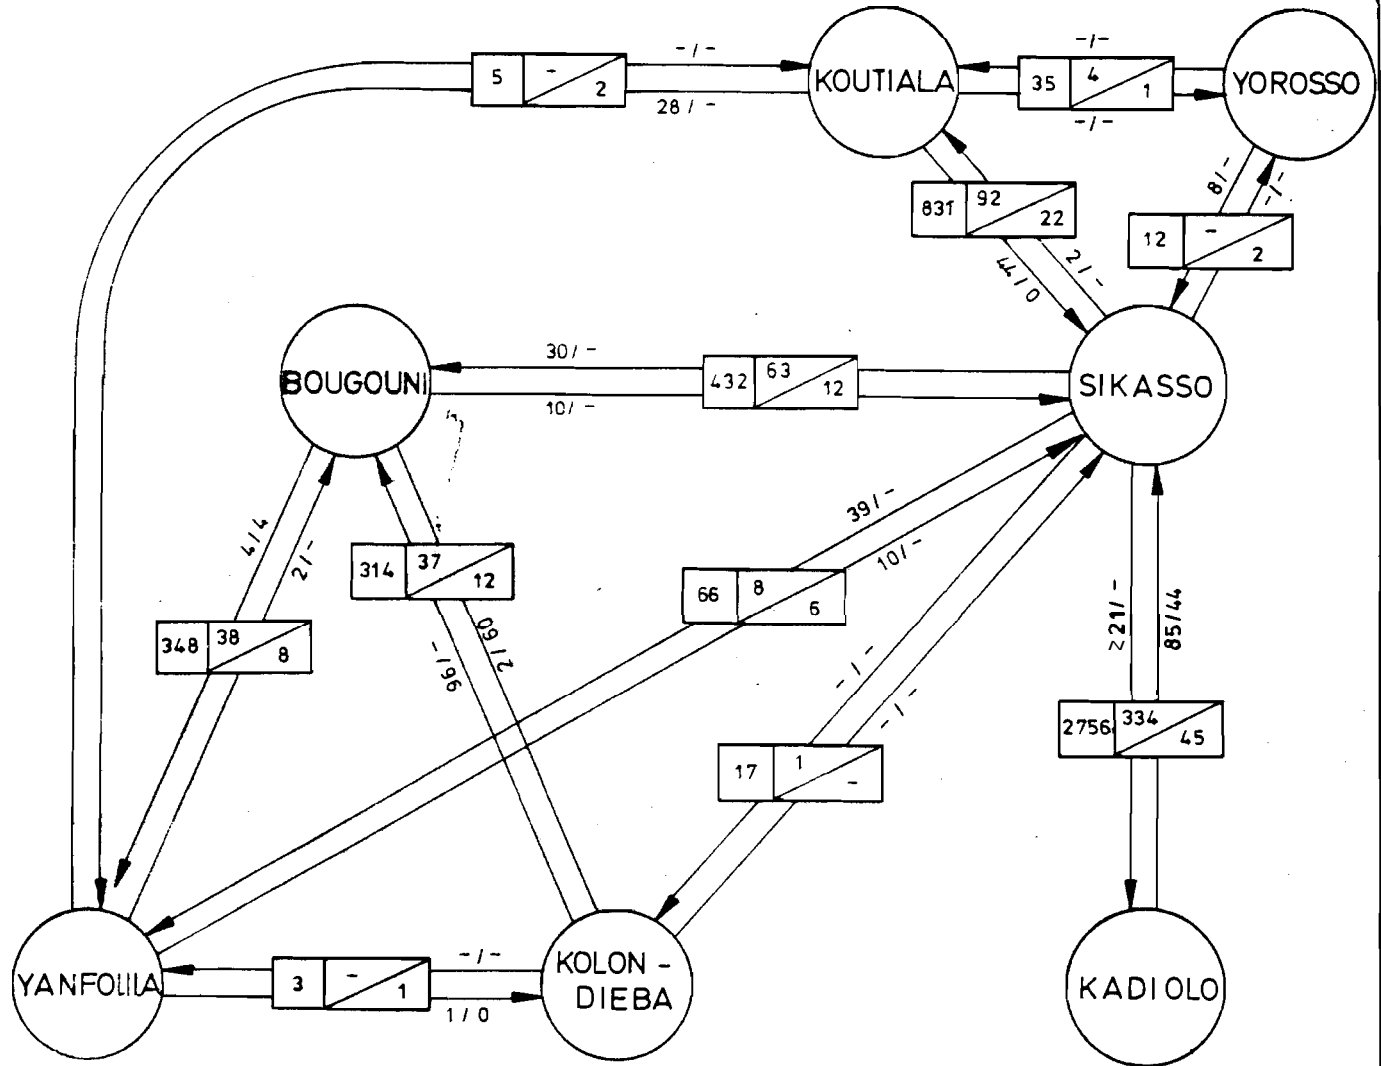 5 - 2
-/-
28/-
KOUTIALA
-/-
35 4 1
-/-
YOROSSO
831 92 22
44/0
2/-
8/-
-/-
12 - 2
BOUGOUNI
30/-
432 63 12
10/-
SIKASSO
4/4
2/-
348 38 8
314 37 12
96/-
2/60
39/-
10/-
66 8 6
-/-
-/-
17 1 -
≥21/-
85/44
2756 334 45
YANFOLILA
-/-
3 - 1
1/0
KOLON-
DIEBA
KADIOLO